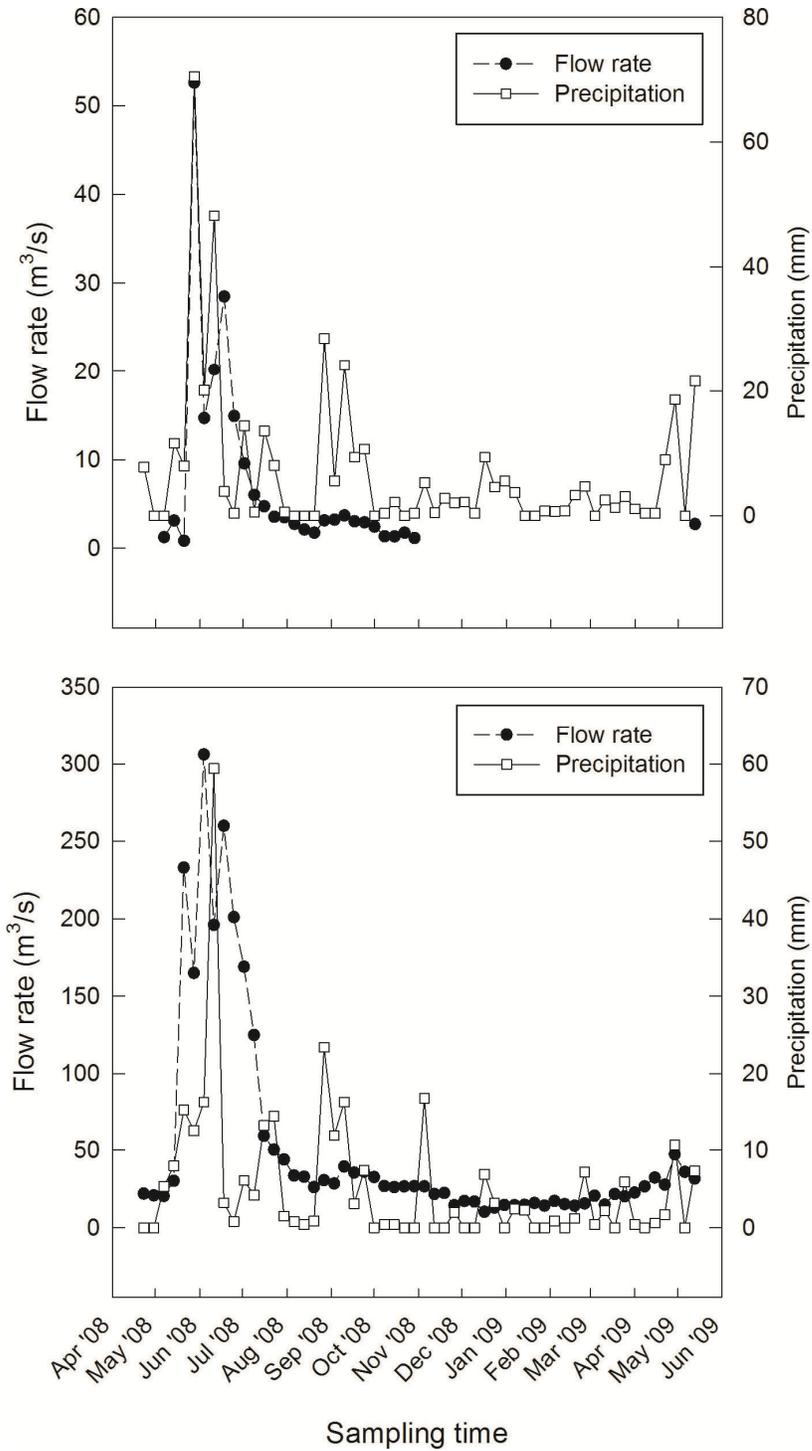 60
50
40
30
20
10
0
Flow rate (m³/s)
Flow rate
Precipitation
80
60
40
20
0
Precipitation (mm)
350
300
250
200
150
100
50
0
Flow rate (m³/s)
Flow rate
Precipitation
70
60
50
40
30
20
10
0
Precipitation (mm)
Apr '08
May '08
Jun '08
Jul '08
Aug '08
Sep '08
Oct '08
Nov '08
Dec '08
Jan '09
Feb '09
Mar '09
Apr '09
May '09
Jun '09
Sampling time